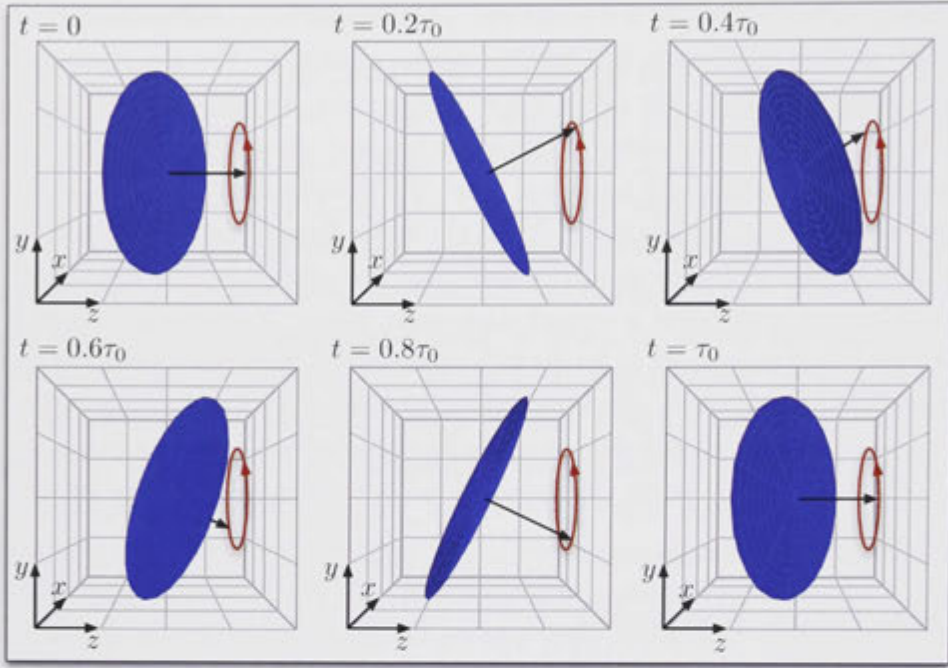 t = 0
y
x
z
t = 0.2τ₀
y
x
z
t = 0.4τ₀
y
x
z
t = 0.6τ₀
y
x
z
t = 0.8τ₀
y
x
z
t = τ₀
y
x
z